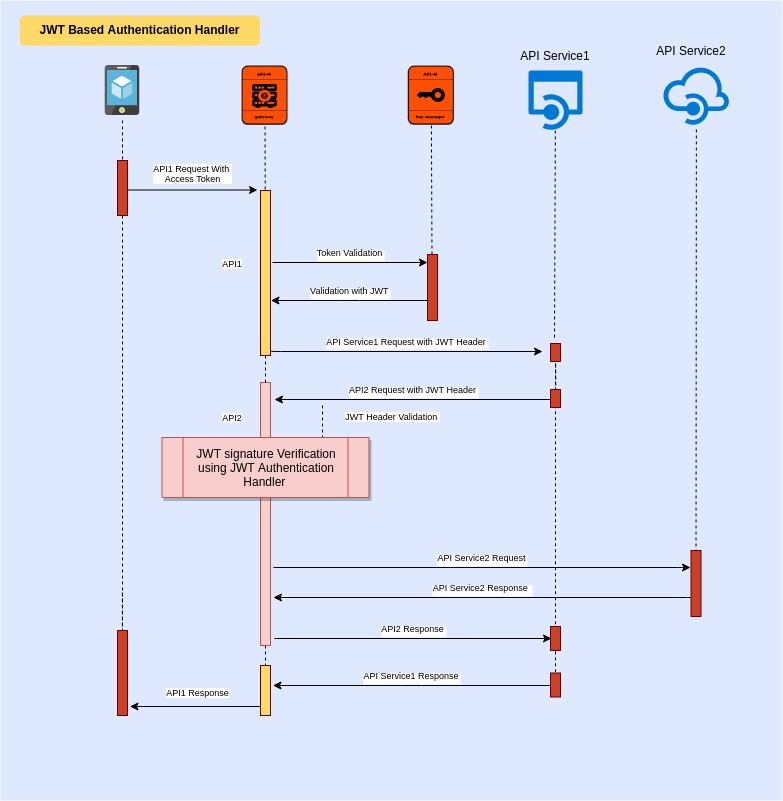 JWT Based Authentication Handler
API Service1
API Service2
API-M
gateway
API-M
key manager
API1 Request With
Access Token
Token Validation
API1
Validation with JWT
API Service1 Request with JWT Header
API2 Request with JWT Header
API2
JWT Header Validation
JWT signature Verification
using JWT Authentication
Handler
API Service2 Request
API Service2 Response
API2 Response
API Service1 Response
API1 Response